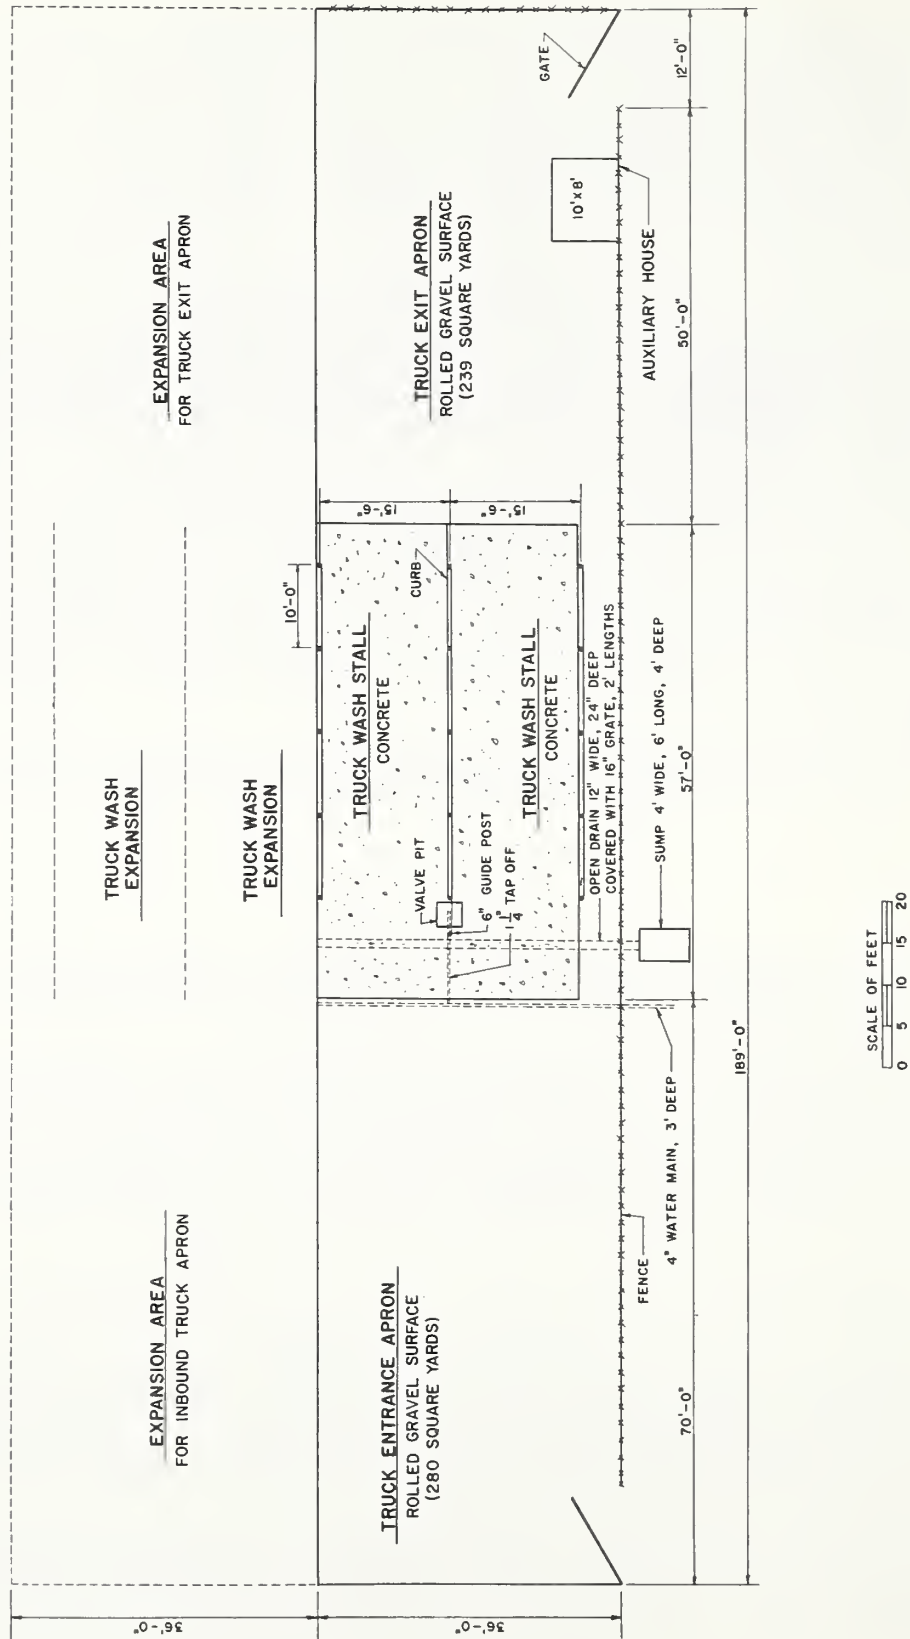 EXPANSION AREA
FOR INBOUND TRUCK APRON
TRUCK WASH
EXPANSION
TRUCK WASH
EXPANSION
EXPANSION AREA
FOR TRUCK EXIT APRON
36'-0"
36'-0"
TRUCK ENTRANCE APRON
ROLLED GRAVEL SURFACE
(280 SQUARE YARDS)
10'-0"
TRUCK WASH STALL
CONCRETE
VALVE PIT
CURB
6" GUIDE POST
1 1/4" TAP OFF
TRUCK WASH STALL
CONCRETE
15'-6"
15'-6"
TRUCK EXIT APRON
ROLLED GRAVEL SURFACE
(239 SQUARE YARDS)
GATE
10'X8'
OPEN DRAIN 12" WIDE, 24" DEEP
COVERED WITH 16" GRATE, 2' LENGTHS
FENCE
4" WATER MAIN, 3' DEEP
SUMP 4' WIDE, 6' LONG, 4' DEEP
AUXILIARY HOUSE
70'-0"
57'-0"
50'-0"
12'-0"
189'-0"
SCALE OF FEET
0 5 10 15 20